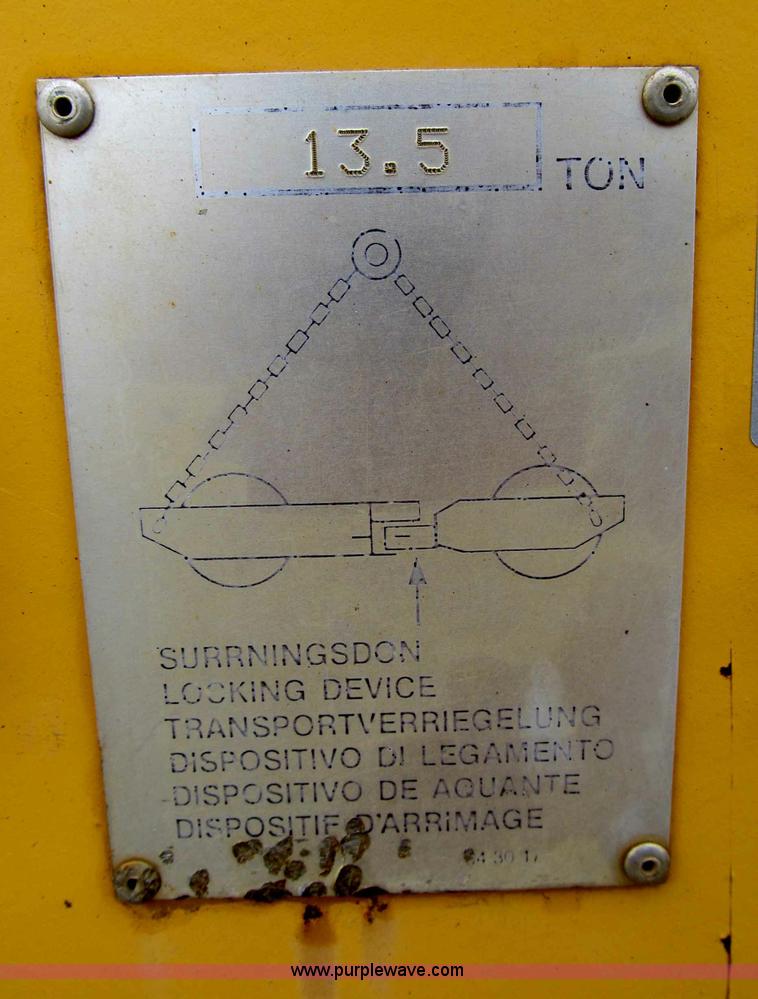 13.5 TON
SURRNINGSDON
LOCKING DEVICE
TRANSPORTVERRIEGELUNG
DISPOSITIVO DI LEGAMENTO
DISPOSITIVO DE AQUANTE
DISPOSITIF D'ARRIMAGE
www.purplewave.com